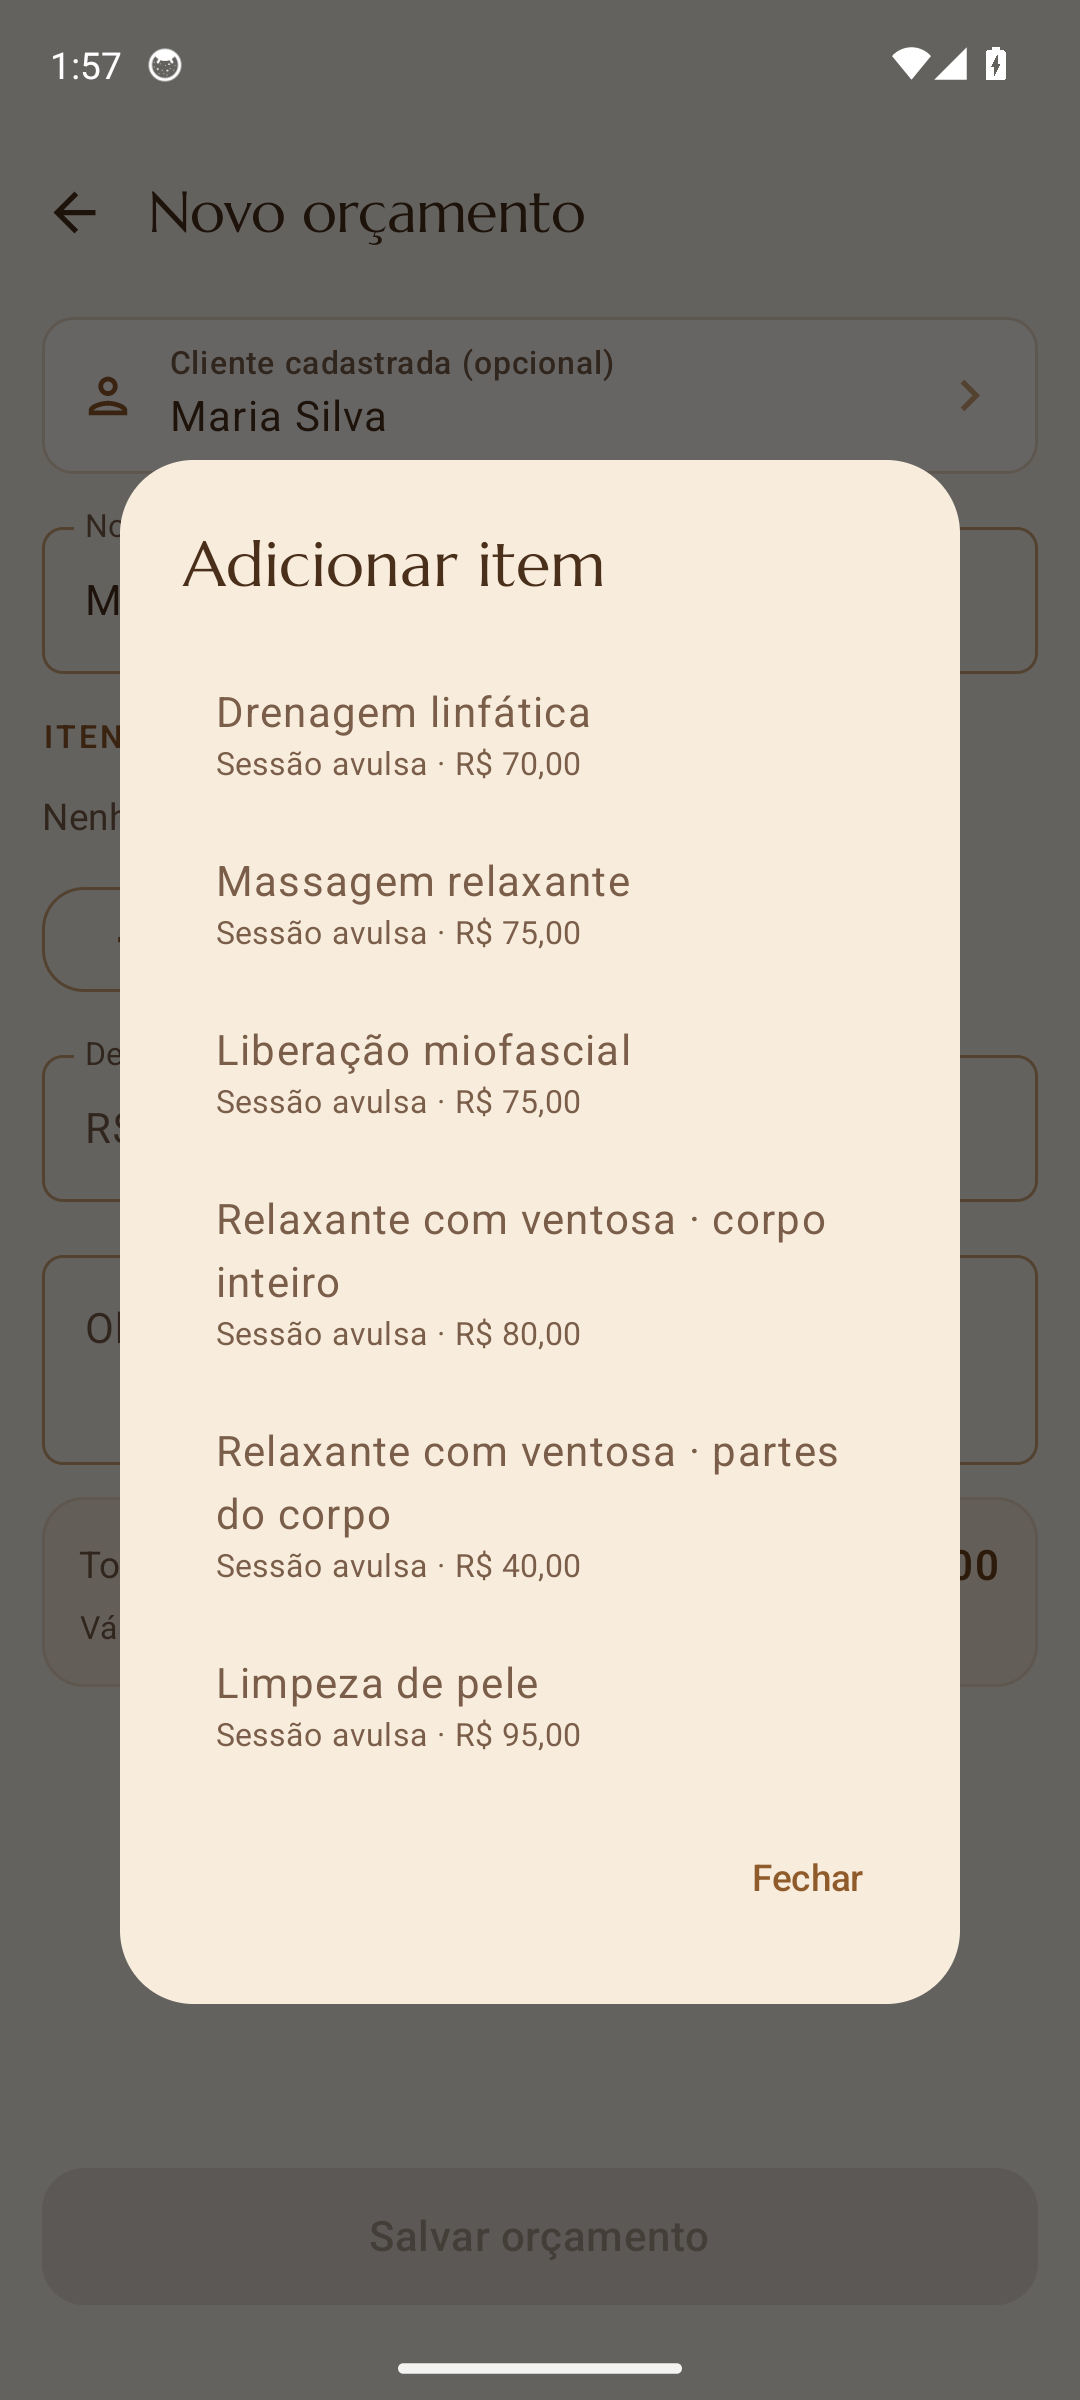 1:57
Novo orçamento
Cliente cadastrada (opcional)
Maria Silva
Adicionar item
Drenagem linfática
Sessão avulsa · R$ 70,00
Massagem relaxante
Sessão avulsa · R$ 75,00
Liberação miofascial
Sessão avulsa · R$ 75,00
Relaxante com ventosa · corpo
inteiro
Sessão avulsa · R$ 80,00
Relaxante com ventosa · partes
do corpo
Sessão avulsa · R$ 40,00
Limpeza de pele
Sessão avulsa · R$ 95,00
Fechar
Salvar orçamento